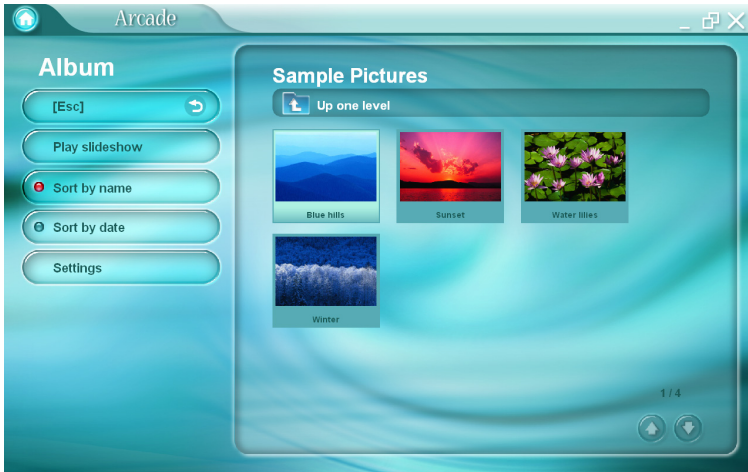 Arcade
Album
[Esc]
Play slideshow
Sort by name
Sort by date
Settings
Sample Pictures
Up one level
Blue hills
Sunset
Water lilies
Winter
1 / 4